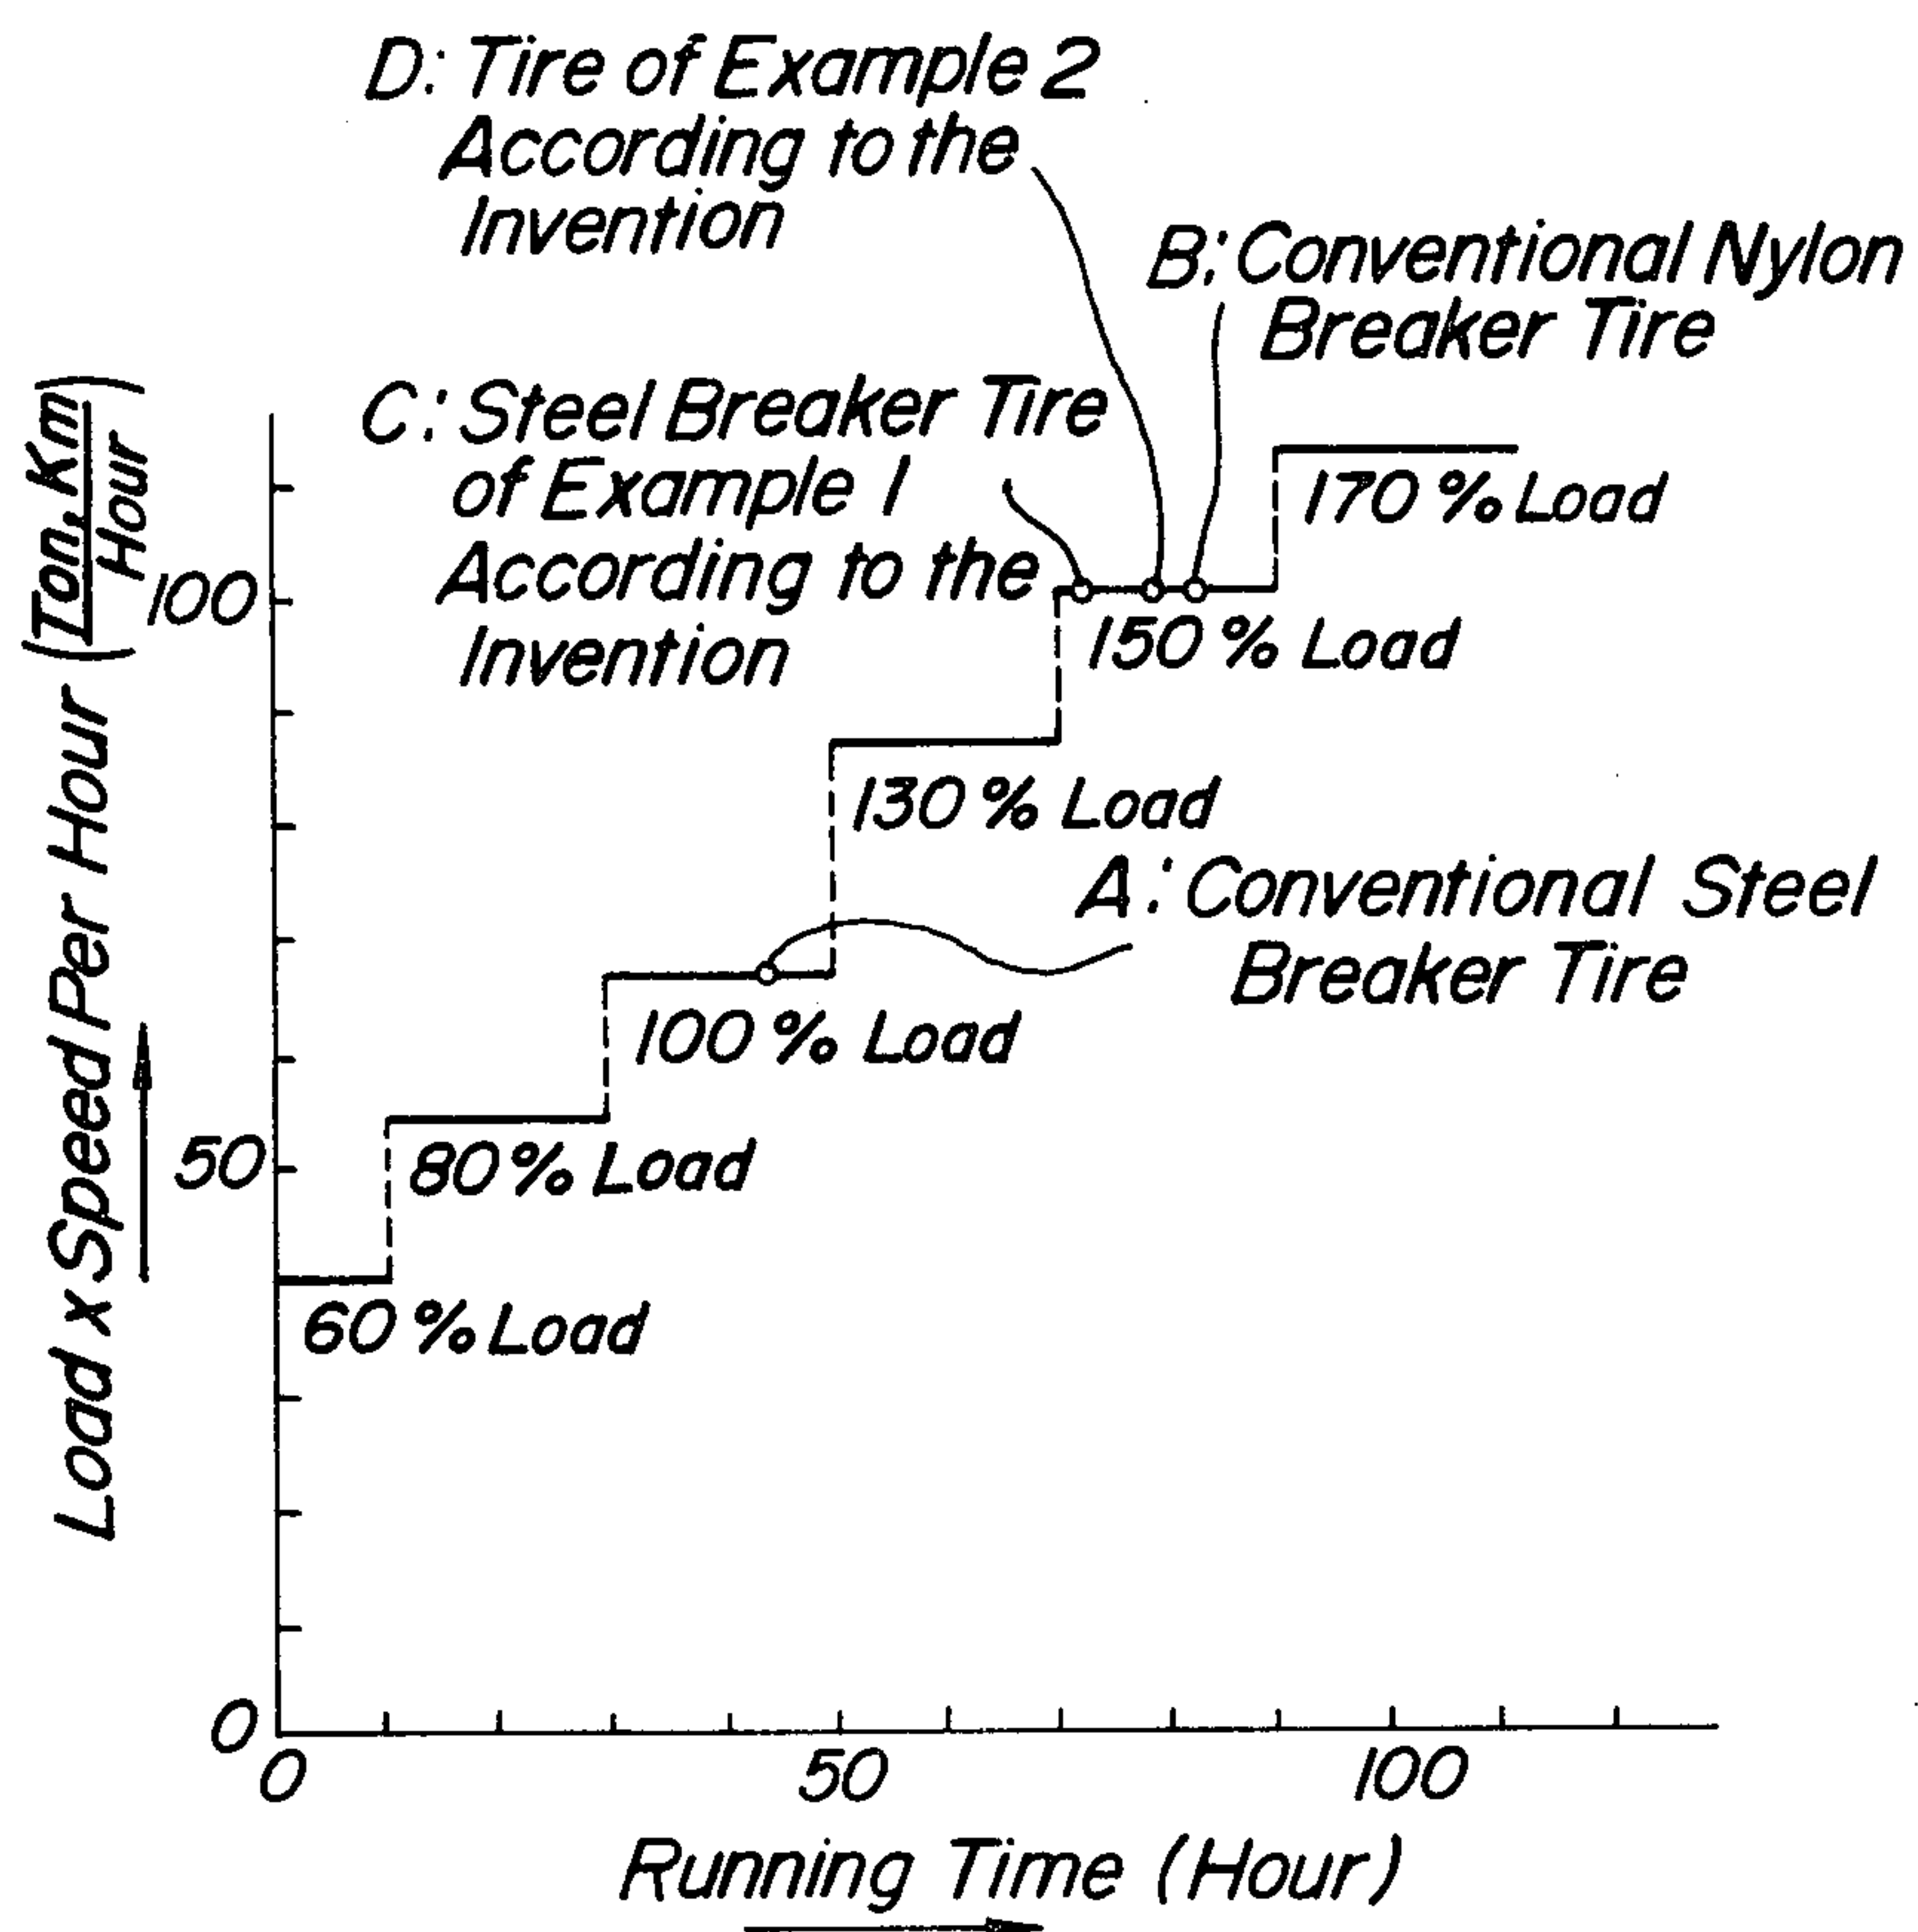 D: Tire of Example 2
According to the
Invention
B: Conventional Nylon
Breaker Tire
C: Steel Breaker Tire
of Example 1
According to the
Invention
170 % Load
150 % Load
130 % Load
A: Conventional Steel
Breaker Tire
100 % Load
80 % Load
60 % Load
Load x Speed Per Hour (Ton. Km
Hour)
100
50
0
0 50 100
Running Time (Hour)